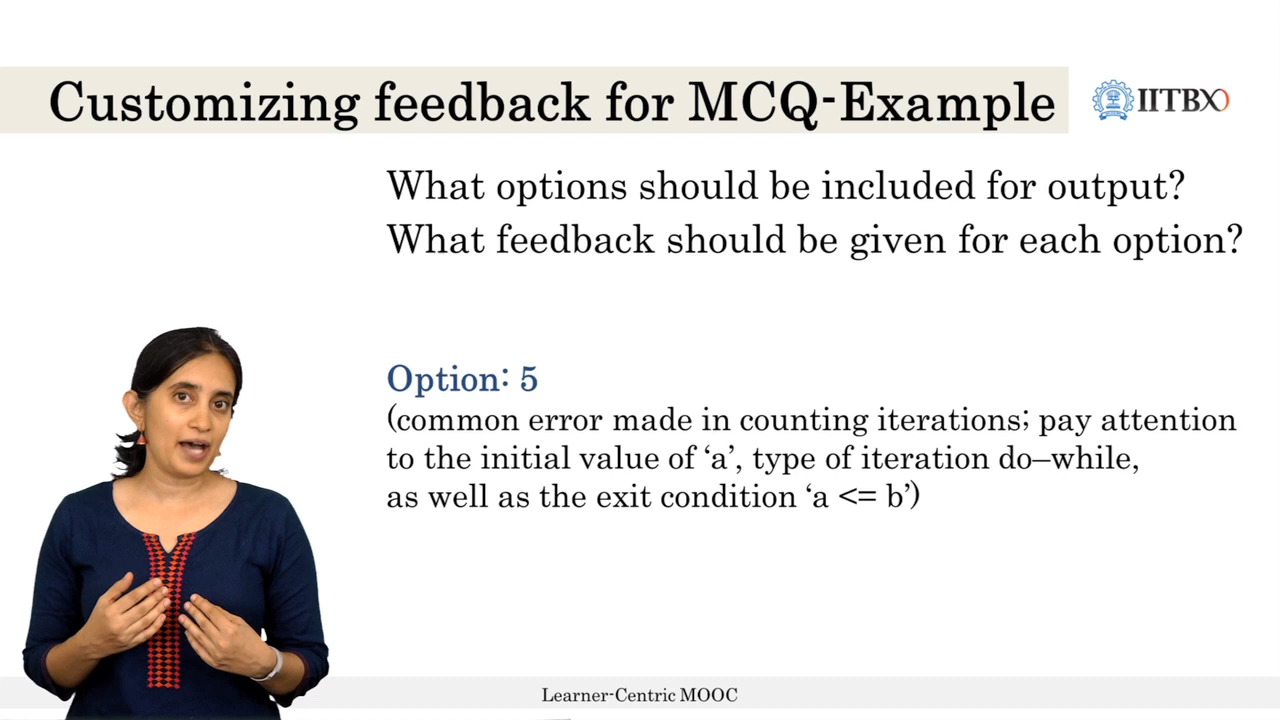 Customizing feedback for MCQ-Example
IITBX
What options should be included for output?
What feedback should be given for each option?
Option: 5
(common error made in counting iterations; pay attention
to the initial value of ‘a’, type of iteration do–while,
as well as the exit condition ‘a <= b’)
Learner-Centric MOOC